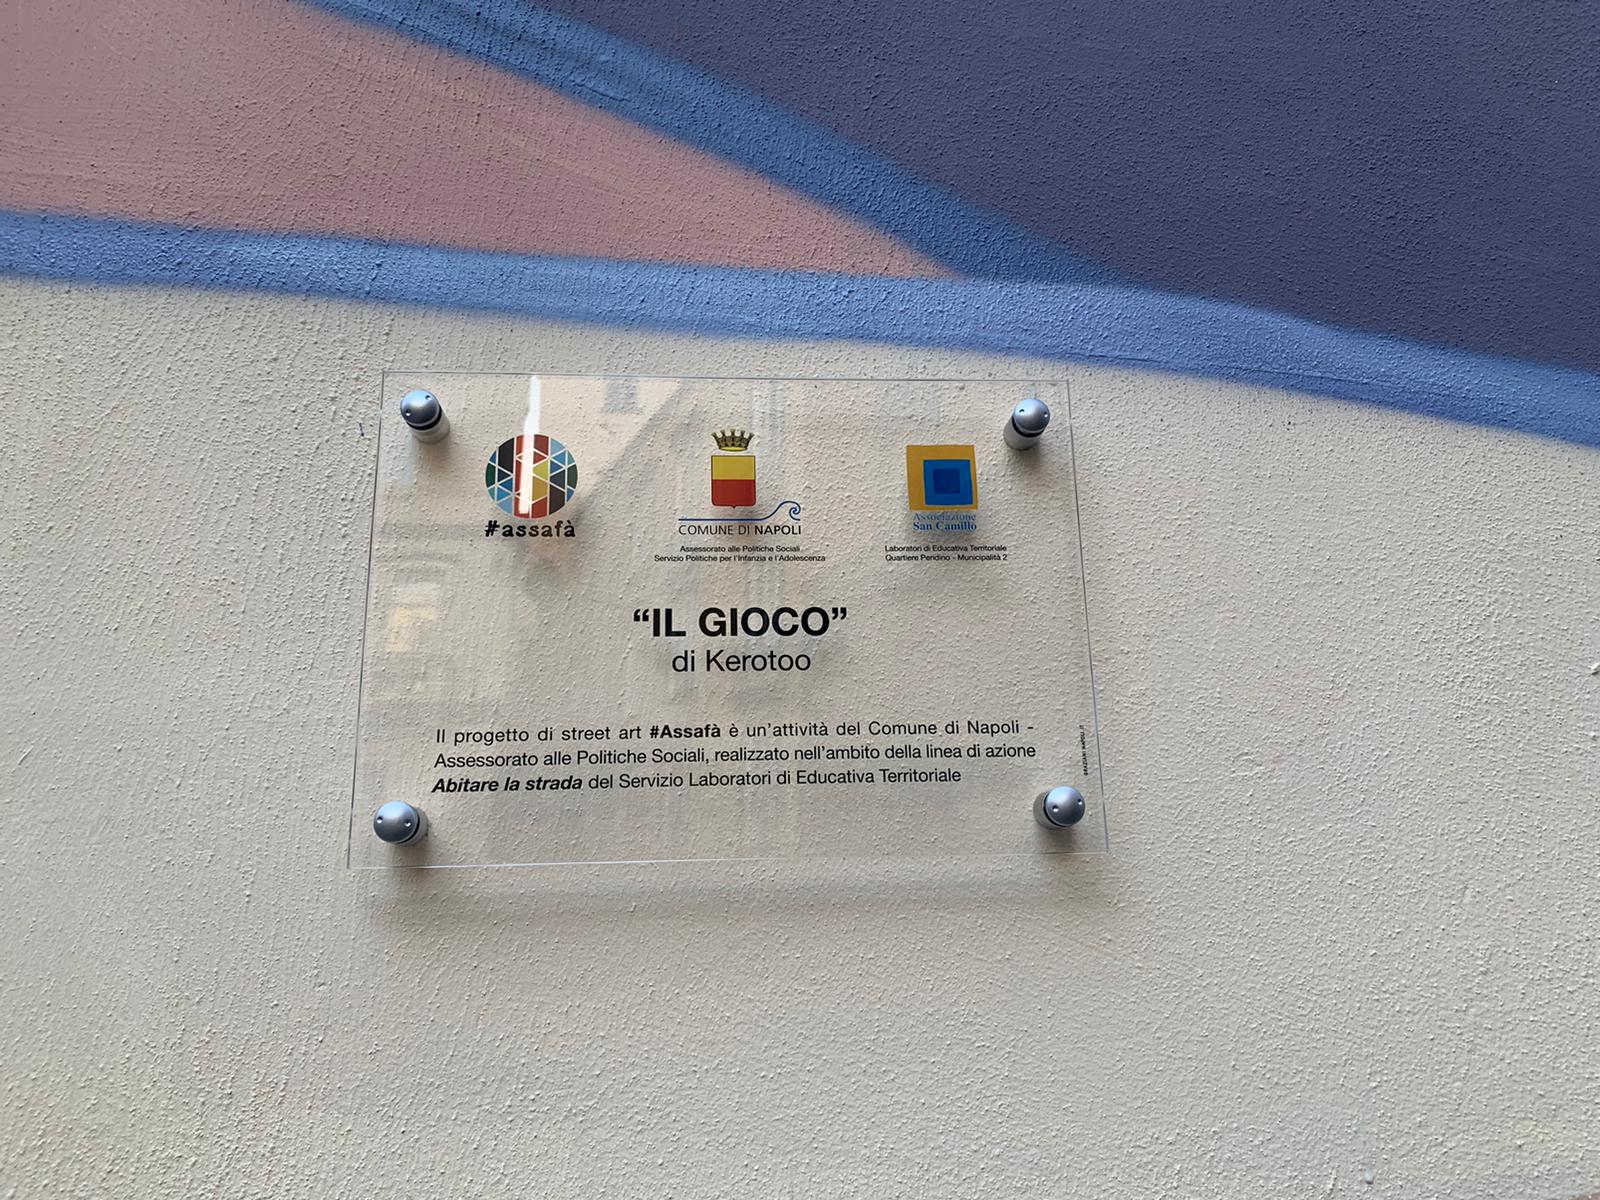 #assafà
COMUNE DI NAPOLI
Assessorato alle Politiche Sociali
Servizio Politiche per l'Infanzia e l'Adolescenza
Associazione
San Camillo
Laboratori di Educativa Territoriale
Quartiere Pendino - Municipalità 2
“IL GIOCO”
di Kerotoo
Il progetto di street art #Assafà è un'attività del Comune di Napoli -
Assessorato alle Politiche Sociali, realizzato nell'ambito della linea di azione
Abitare la strada del Servizio Laboratori di Educativa Territoriale